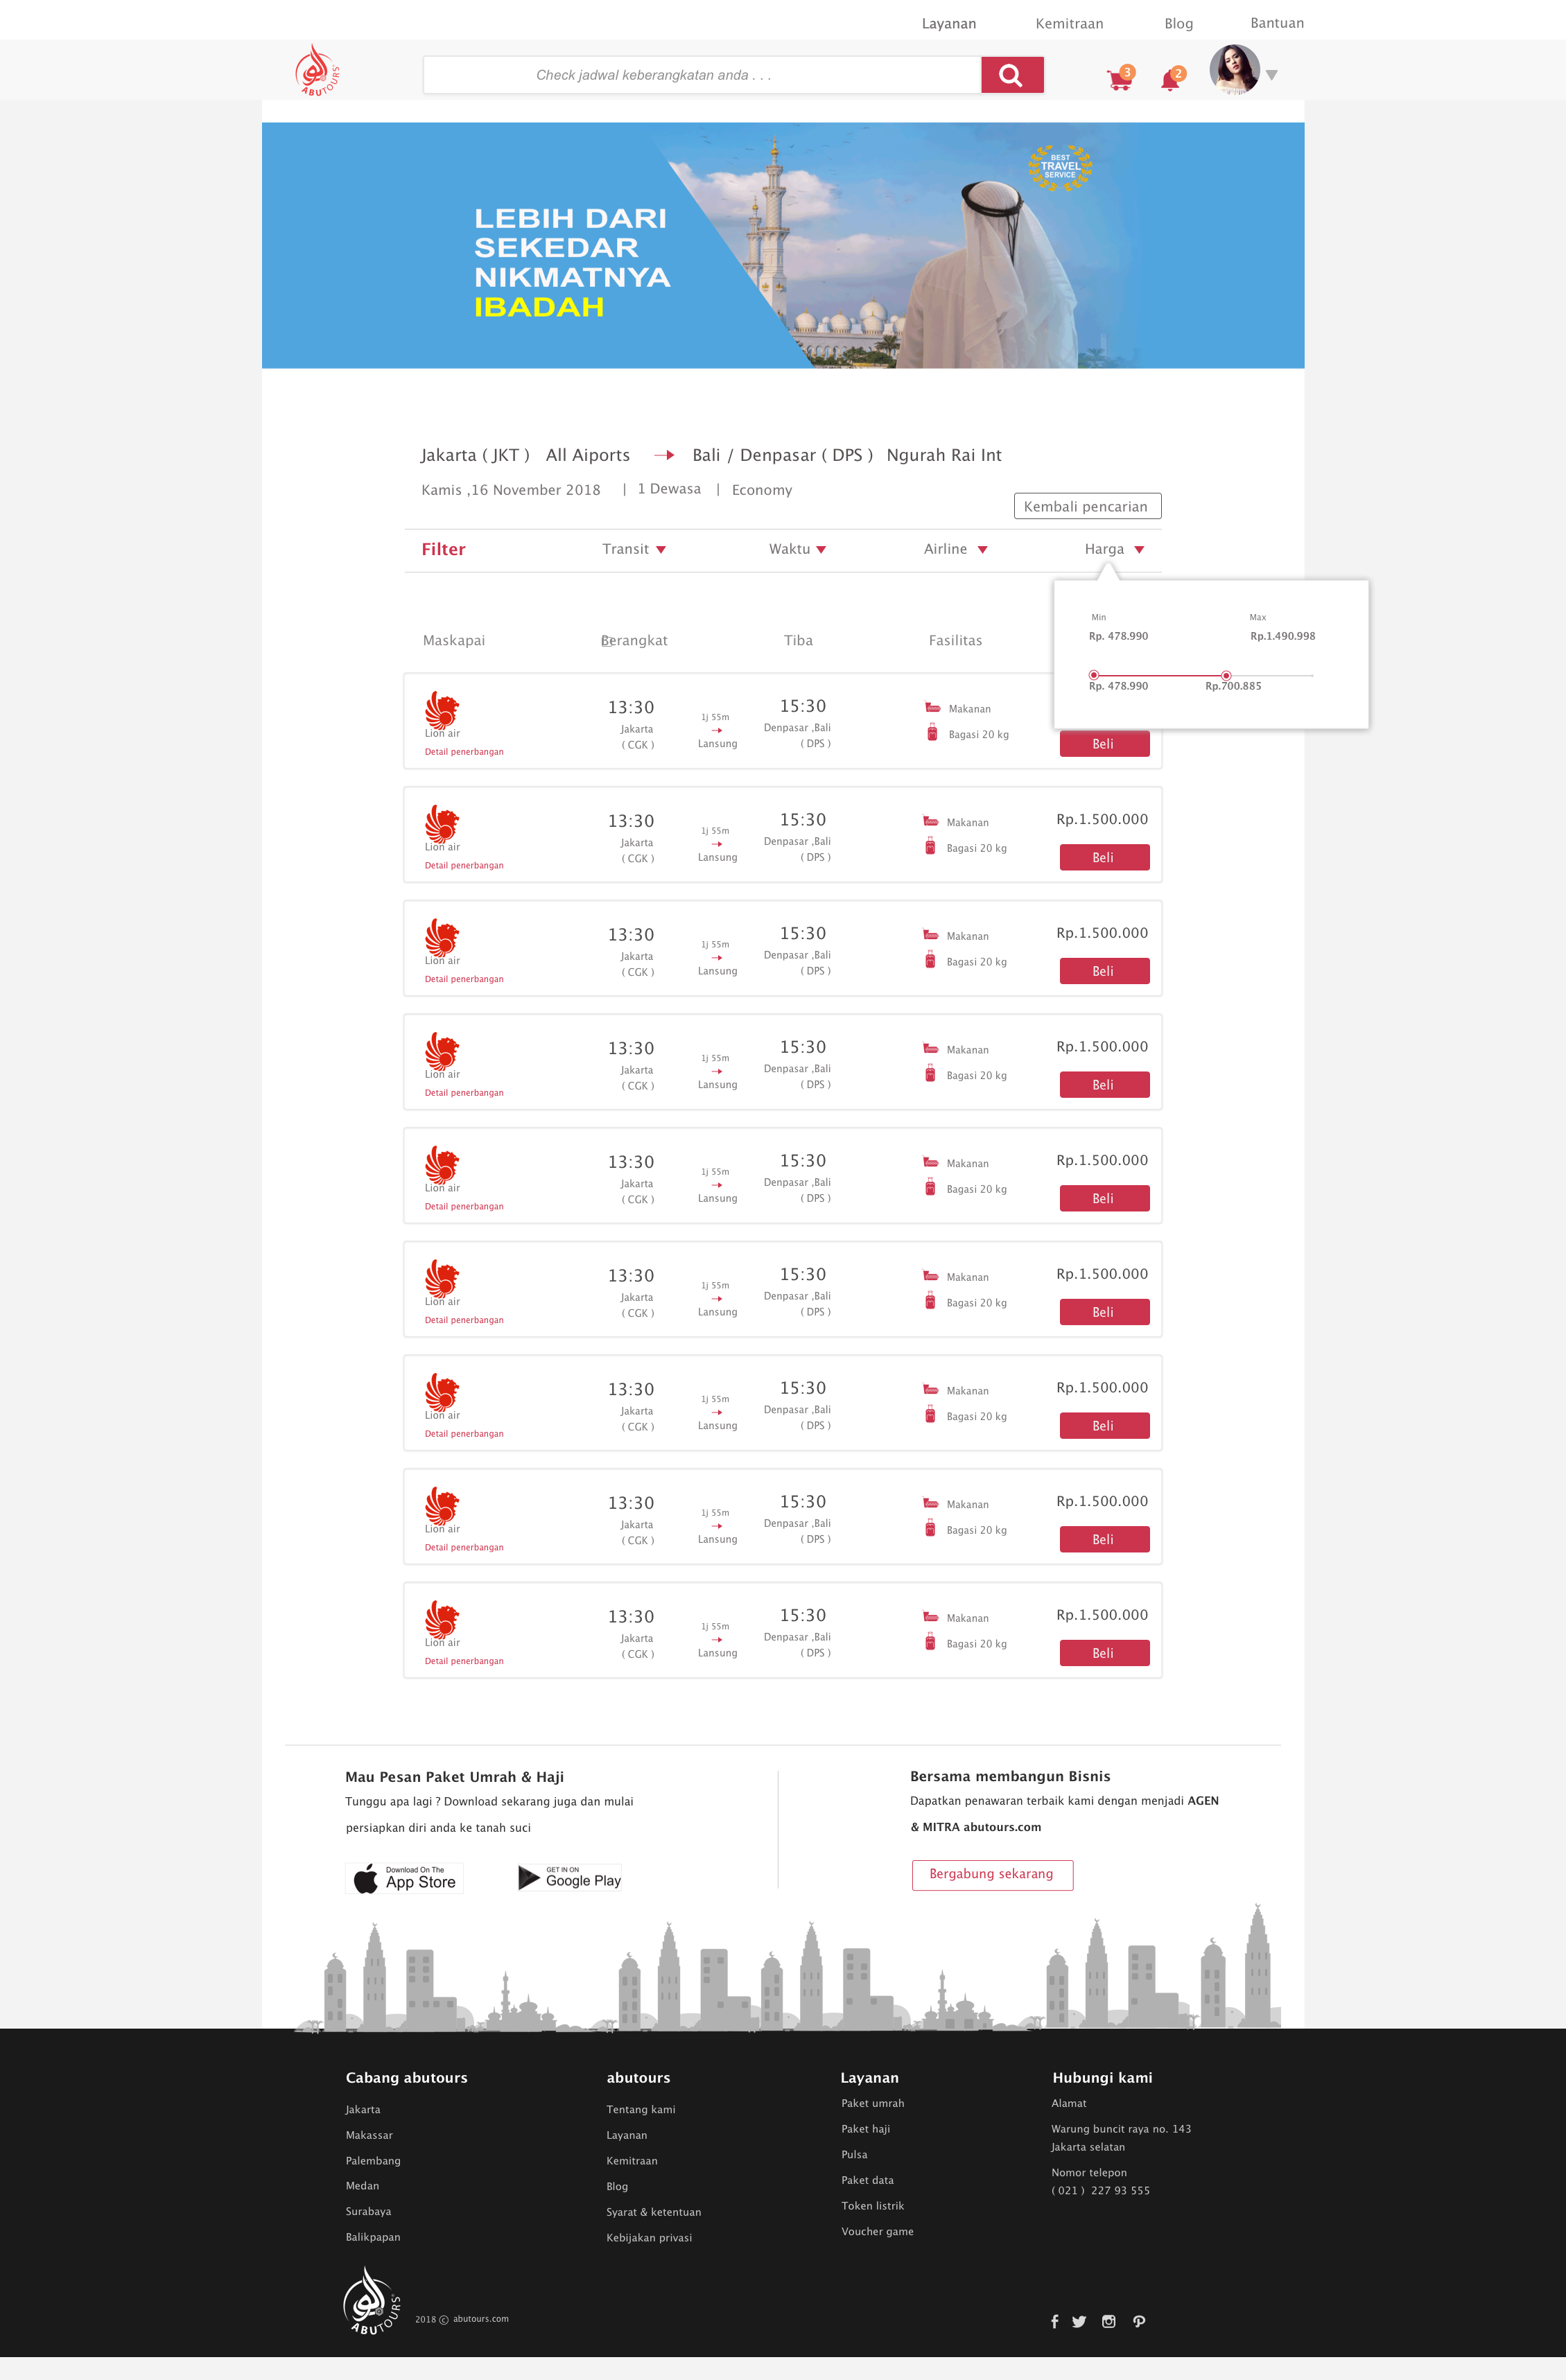 Layanan Kemitraan Blog Bantuan
ABUTOURS
Check jadwal keberangkatan anda . . .
3
2
LEBIH DARI
SEKEDAR
NIKMATNYA
IBADAH
BEST
TRAVEL
SERVICE
Jakarta ( JKT ) All Aiports Bali / Denpasar ( DPS ) Ngurah Rai Int
Kamis ,16 November 2018 | 1 Dewasa | Economy
Kembali pencarian
Filter Transit Waktu Airline Harga
Min Max
Rp. 478.990 Rp.1.490.998
Rp. 478.990 Rp.700.885
Maskapai Berangkat Tiba Fasilitas
Lion air
Detail penerbangan
13:30
Jakarta
( CGK )
1j 55m
Lansung
15:30
Denpasar ,Bali
( DPS )
Makanan
Bagasi 20 kg
Beli
Lion air
Detail penerbangan
13:30
Jakarta
( CGK )
1j 55m
Lansung
15:30
Denpasar ,Bali
( DPS )
Makanan
Bagasi 20 kg
Rp.1.500.000
Beli
Lion air
Detail penerbangan
13:30
Jakarta
( CGK )
1j 55m
Lansung
15:30
Denpasar ,Bali
( DPS )
Makanan
Bagasi 20 kg
Rp.1.500.000
Beli
Lion air
Detail penerbangan
13:30
Jakarta
( CGK )
1j 55m
Lansung
15:30
Denpasar ,Bali
( DPS )
Makanan
Bagasi 20 kg
Rp.1.500.000
Beli
Lion air
Detail penerbangan
13:30
Jakarta
( CGK )
1j 55m
Lansung
15:30
Denpasar ,Bali
( DPS )
Makanan
Bagasi 20 kg
Rp.1.500.000
Beli
Lion air
Detail penerbangan
13:30
Jakarta
( CGK )
1j 55m
Lansung
15:30
Denpasar ,Bali
( DPS )
Makanan
Bagasi 20 kg
Rp.1.500.000
Beli
Lion air
Detail penerbangan
13:30
Jakarta
( CGK )
1j 55m
Lansung
15:30
Denpasar ,Bali
( DPS )
Makanan
Bagasi 20 kg
Rp.1.500.000
Beli
Lion air
Detail penerbangan
13:30
Jakarta
( CGK )
1j 55m
Lansung
15:30
Denpasar ,Bali
( DPS )
Makanan
Bagasi 20 kg
Rp.1.500.000
Beli
Lion air
Detail penerbangan
13:30
Jakarta
( CGK )
1j 55m
Lansung
15:30
Denpasar ,Bali
( DPS )
Makanan
Bagasi 20 kg
Rp.1.500.000
Beli
Mau Pesan Paket Umrah & Haji
Tunggu apa lagi ? Download sekarang juga dan mulai
persiapkan diri anda ke tanah suci
Download On The
App Store
GET IN ON
Google Play
Bersama membangun Bisnis
Dapatkan penawaran terbaik kami dengan menjadi AGEN
& MITRA abutours.com
Bergabung sekarang
Cabang abutours
Jakarta
Makassar
Palembang
Medan
Surabaya
Balikpapan
abutours
Tentang kami
Layanan
Kemitraan
Blog
Syarat & ketentuan
Kebijakan privasi
Layanan
Paket umrah
Paket haji
Pulsa
Paket data
Token listrik
Voucher game
Hubungi kami
Alamat
Warung buncit raya no. 143
Jakarta selatan
Nomor telepon
( 021 ) 227 93 555
ABUTOURS
2018 © abutours.com